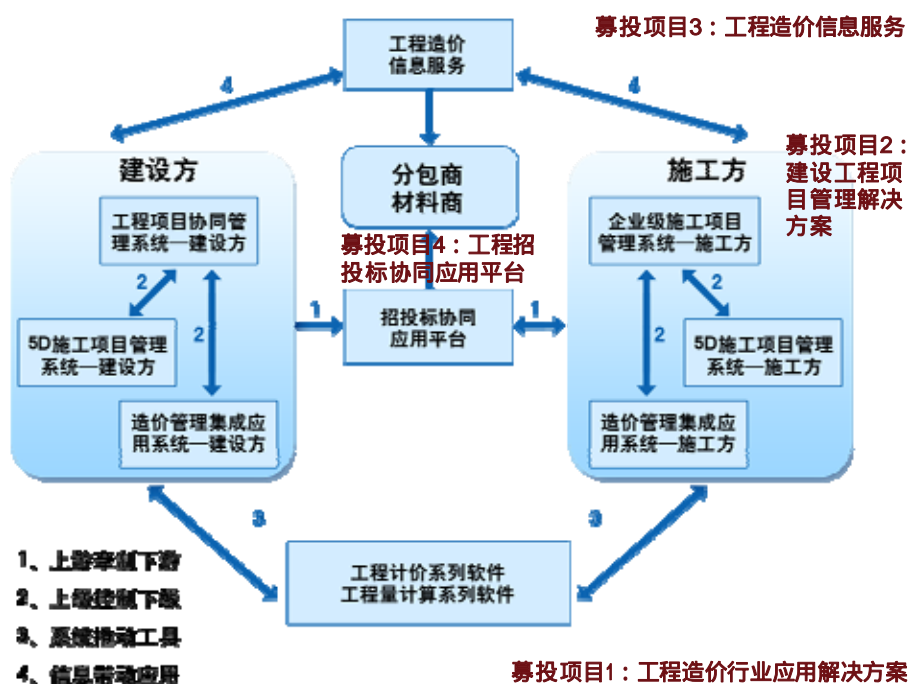 工程造价
信息服务
募投项目3：工程造价信息服务
4
4
建设方
分包商
材料商
施工方
募投项目2：
建设工程项
目管理解决
方案
工程项目协同管
理系统—建设方
企业级施工项目
管理系统—施工方
募投项目4：工程招
投标协同应用平台
2
2
1
招投标协同
应用平台
1
5D施工项目管理
系统—建设方
2
2
5D施工项目管理
系统—施工方
造价管理集成应
用系统—建设方
造价管理集成应
用系统—施工方
3
3
工程计价系列软件
工程量计算系列软件
1、上游牵制下游
2、上级控制下级
3、系统推动工具
4、信息带动应用
募投项目1：工程造价行业应用解决方案